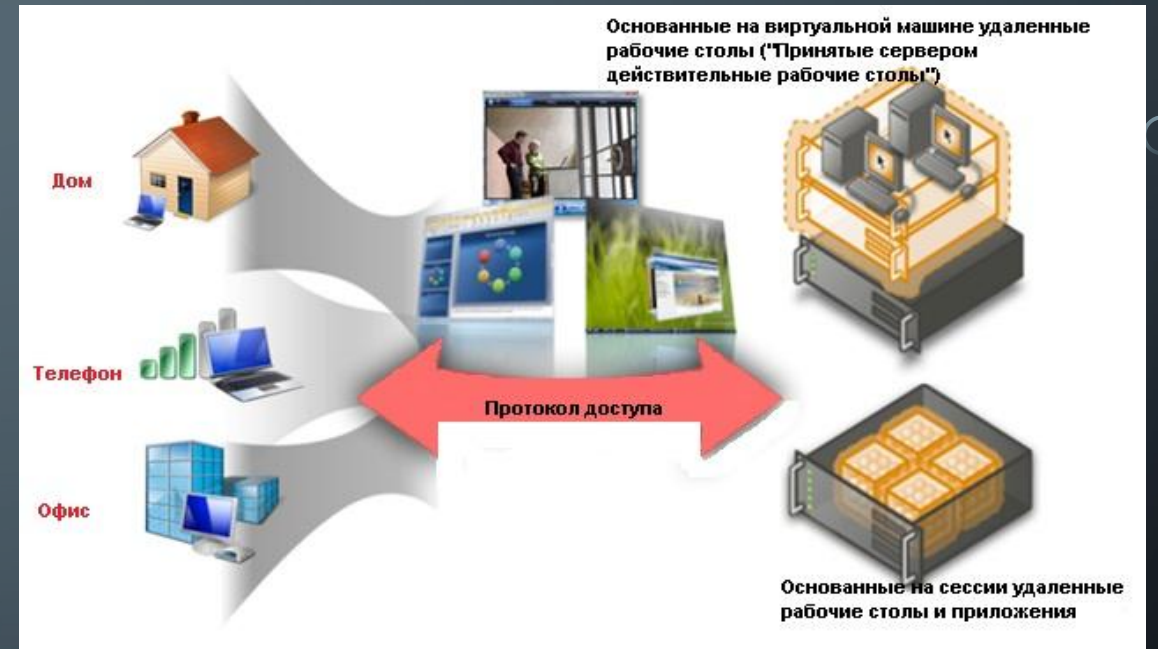 Основанные на виртуальной машине удаленные
рабочие столы ("Принятые сервером
действительные рабочие столы")
Дом
Телефон
Протокол доступа
Офис
Основанные на сессии удаленные
рабочие столы и приложения